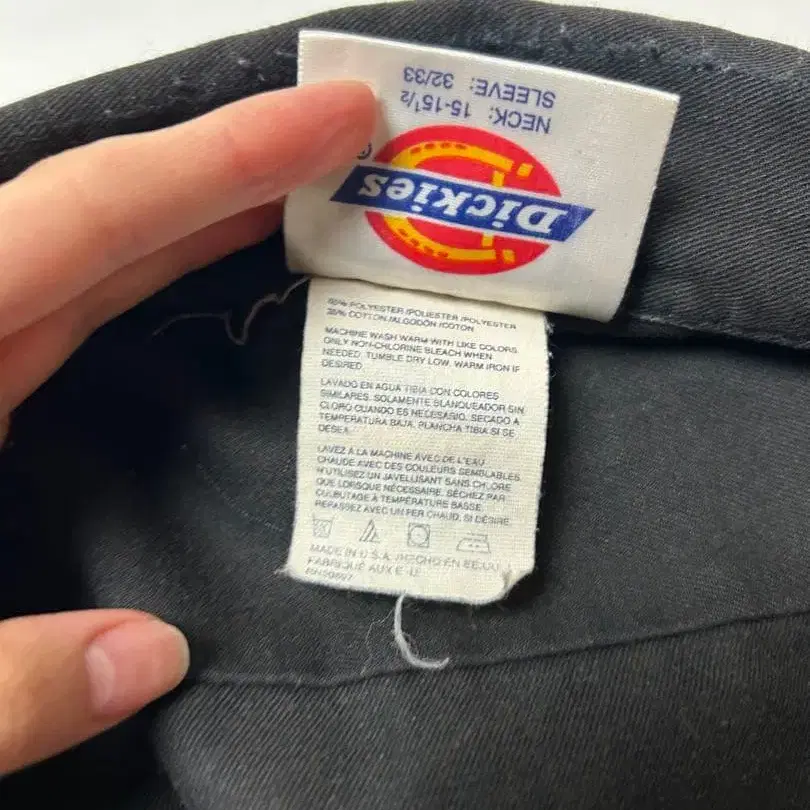 Dickies
NECK: 15-15½
SLEEVE: 32/33
65% POLYESTER /POLIESTER /POLYESTER
35% COTTON /ALGODÓN /COTON
MACHINE WASH WARM WITH LIKE COLORS
ONLY NON-CHLORINE BLEACH WHEN
NEEDED. TUMBLE DRY LOW. WARM IRON IF
DESIRED.
LAVADO EN AGUA TIBIA CON COLORES
SIMILARES. SOLAMENTE BLANQUEADOR SIN
CLORO CUANDO ES NECESARIO. SECADO A
TEMPERATURA BAJA. PLANCHA TIBIA SI SE
DESEA.
LAVEZ À LA MACHINE AVEC DE L'EAU
CHAUDE AVEC DES COULEURS SEMBLABLES.
N'UTILISEZ UN JAVELLISANT SANS CHLORE
QUE LORSQUE NÉCESSAIRE. SÉCHEZ PAR
CULBUTAGE À TEMPÉRATURE BASSE.
REPASSEZ AVEC UN FER CHAUD, SI DÉSIRÉ.
MADE IN U.S.A. /HECHO EN EE.UU.
FABRIQUÉ AUX É.-U.